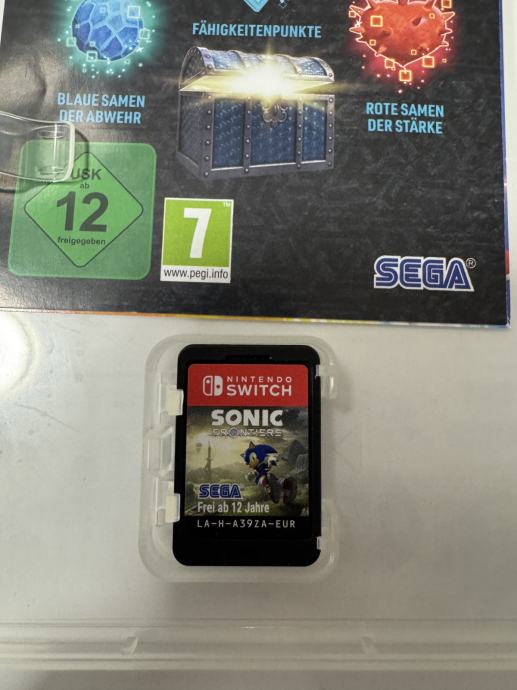 FÄHIGKEITENPUNKTE
BLAUE SAMEN
DER ABWEHR
ROTE SAMEN
DER STÄRKE
USK
ab
12
freigegeben
7
™
www.pegi.info
SEGA®
NINTENDO
SWITCH
SONIC
FRONTIERS
SEGA
Frei ab 12 Jahre
LA-H-A39ZA-EUR